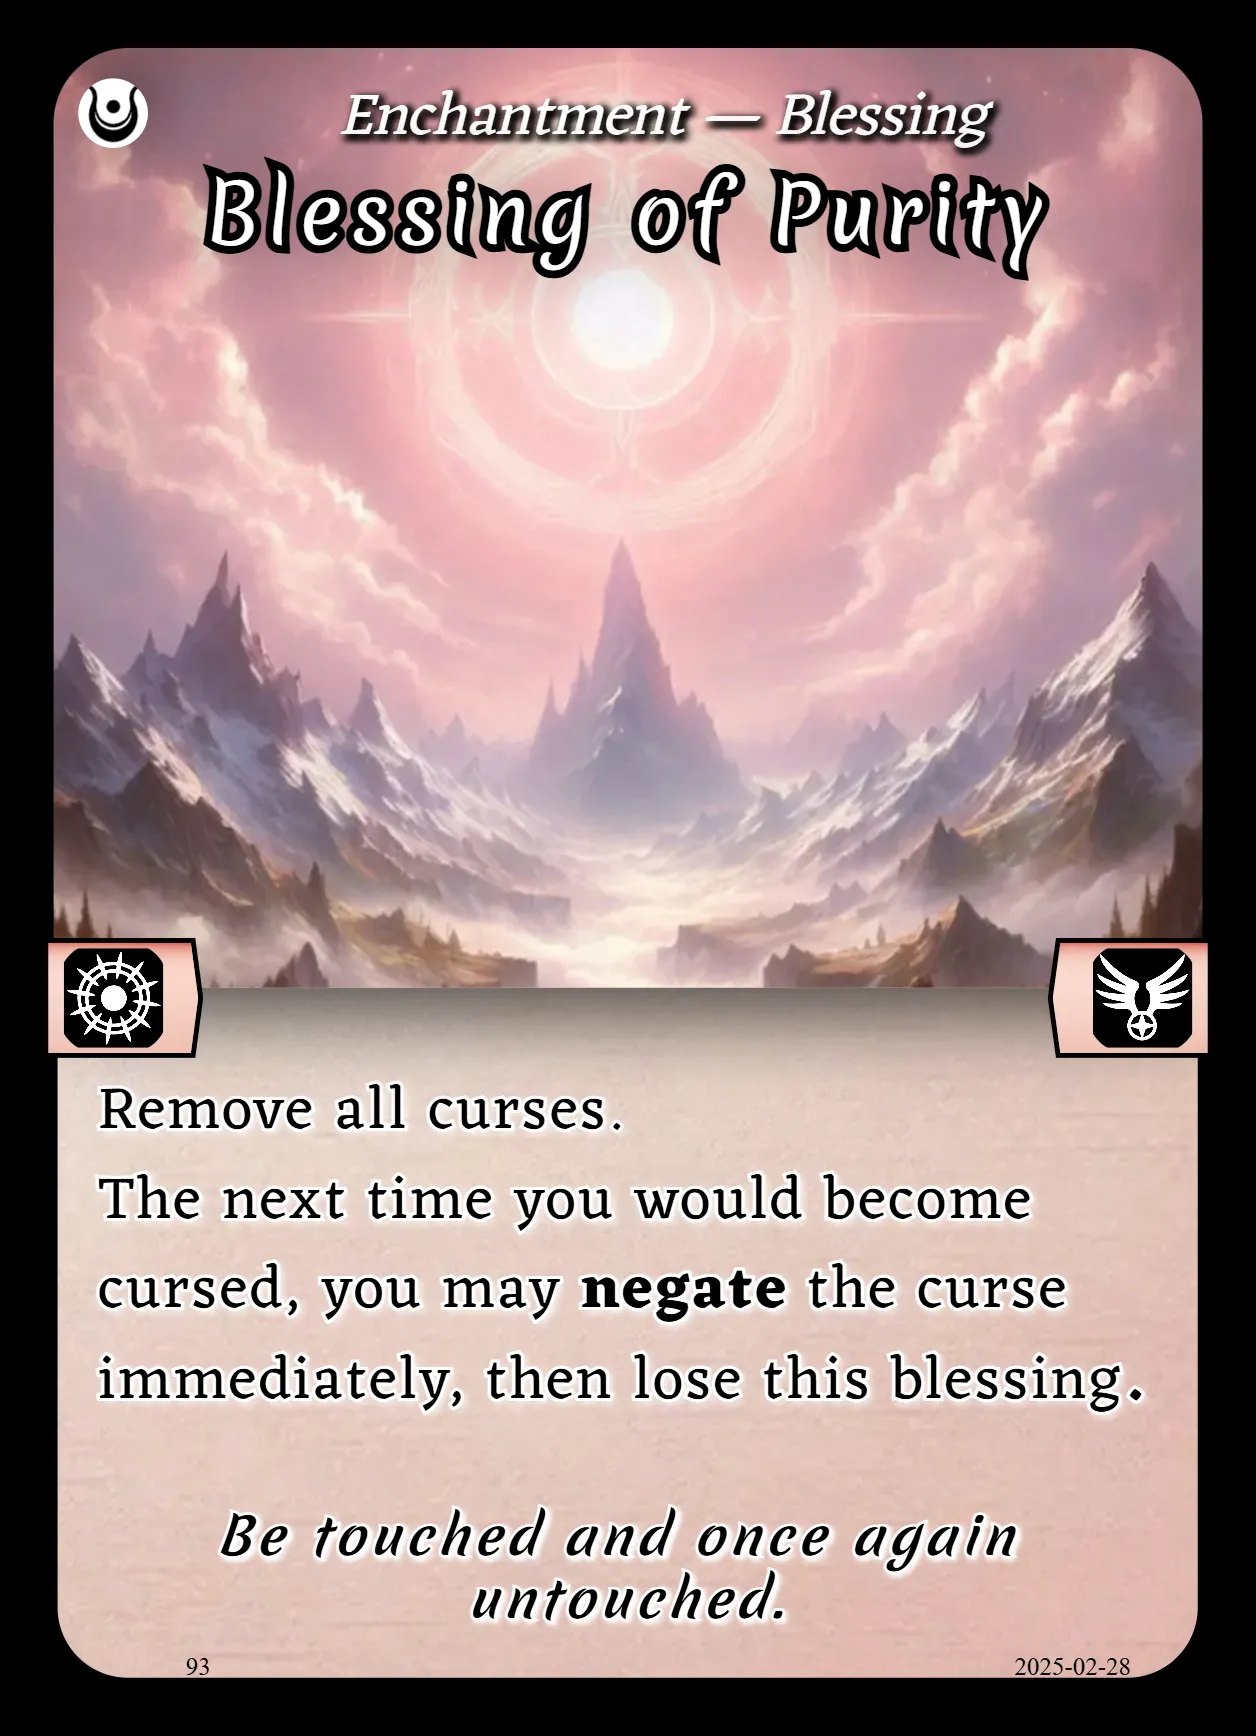 Enchantment — Blessing
Blessing of Purity
Remove all curses.
The next time you would become
cursed, you may negate the curse
immediately, then lose this blessing.
Be touched and once again
untouched.
93
2025-02-28